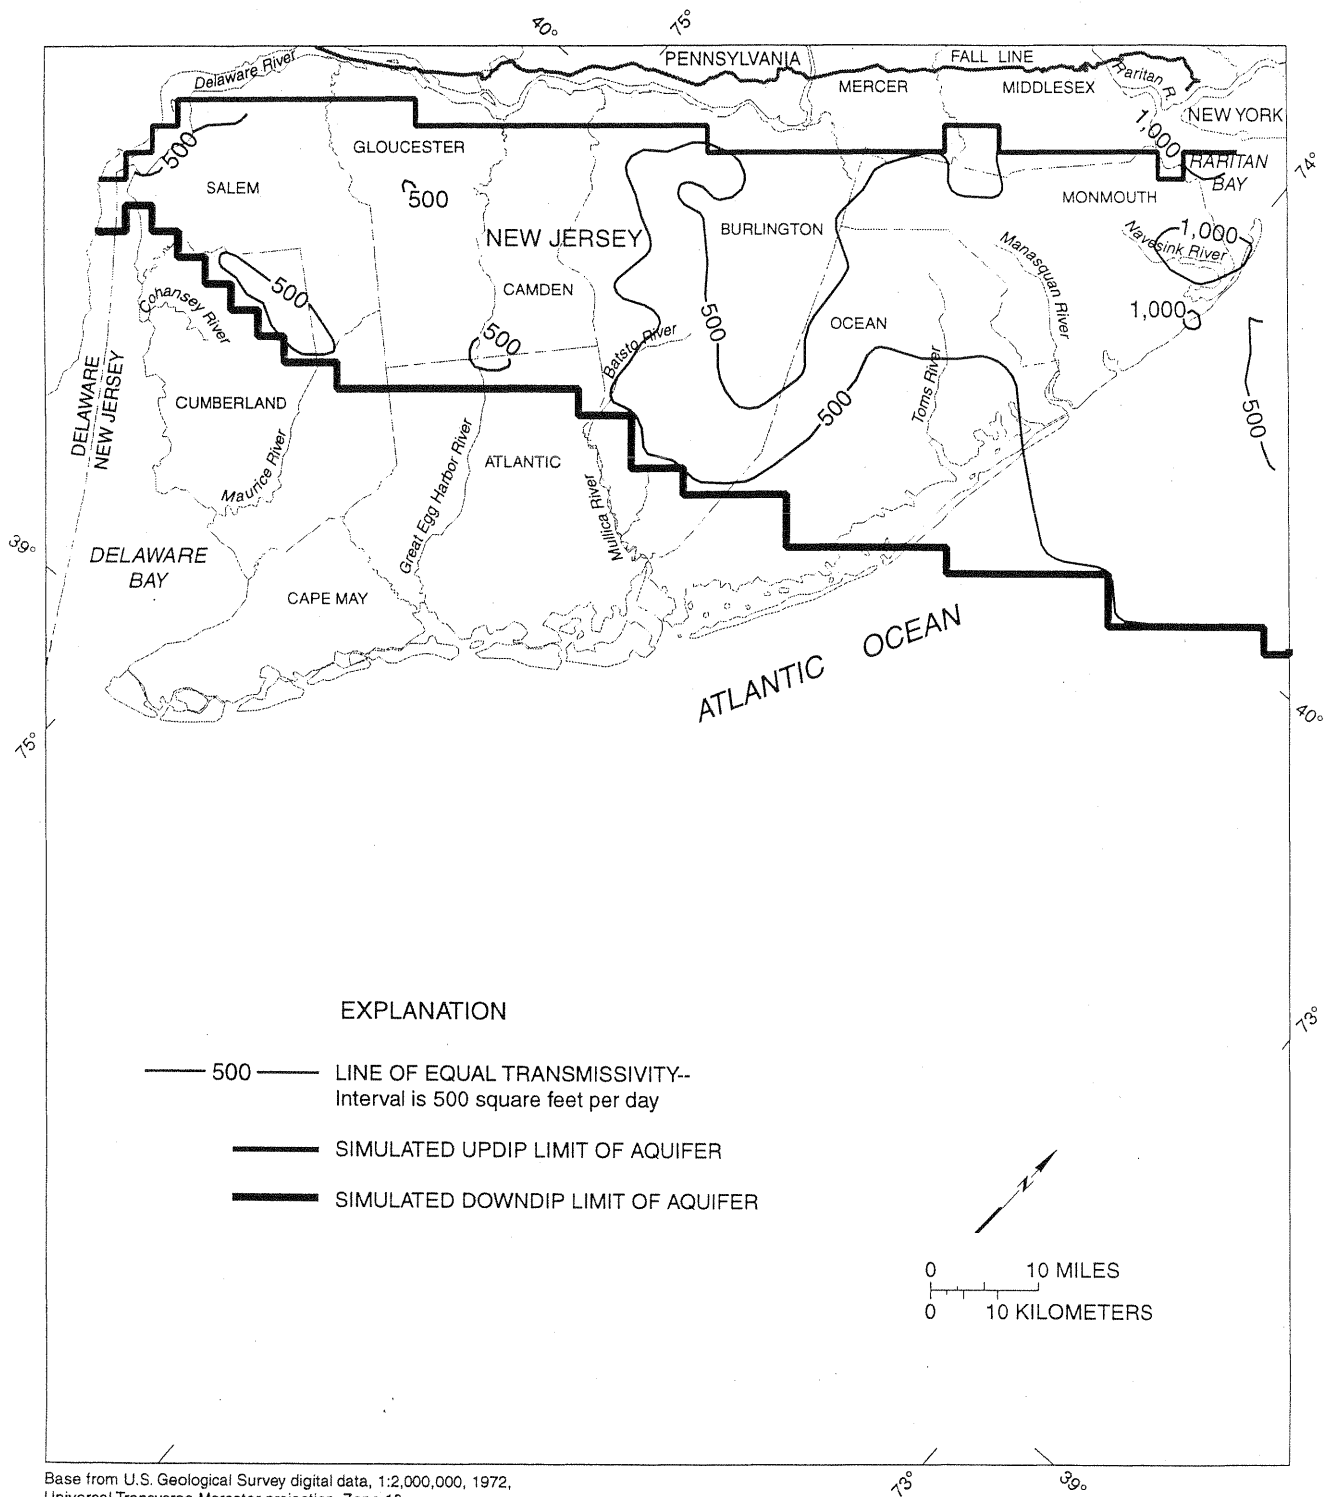 40°
75°
Delaware River
PENNSYLVANIA
FALL LINE
MERCER
MIDDLESEX
Raritan R.
NEW YORK
1,000
500
GLOUCESTER
RARITAN
BAY
74°
SALEM
500
MONMOUTH
NEW JERSEY
BURLINGTON
1,000
Navesink River
Manasquan River
500
CAMDEN
Cohansey River
1,000
OCEAN
500
500
Batsto River
DELAWARE
NEW JERSEY
Toms River
500
500
CUMBERLAND
Maurice River
ATLANTIC
Great Egg Harbor River
Mullica River
39°
DELAWARE
BAY
CAPE MAY
ATLANTIC OCEAN
40°
75°
73°
EXPLANATION
500 LINE OF EQUAL TRANSMISSIVITY--
Interval is 500 square feet per day
SIMULATED UPDIP LIMIT OF AQUIFER
SIMULATED DOWNDIP LIMIT OF AQUIFER
N
0 10 MILES
0 10 KILOMETERS
Base from U.S. Geological Survey digital data, 1:2,000,000, 1972,
73°
39°